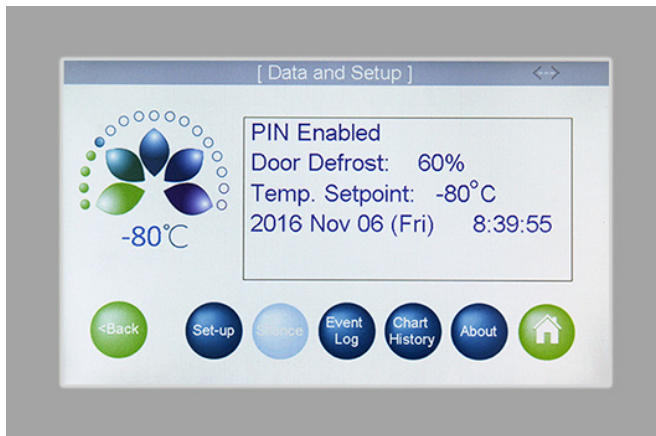 [ Data and Setup ]
<-->
PIN Enabled
Door Defrost: 60%
Temp. Setpoint: -80°C
2016 Nov 06 (Fri) 8:39:55
-80°C
<Back
Set-up
Silence
Event
Log
Chart
History
About